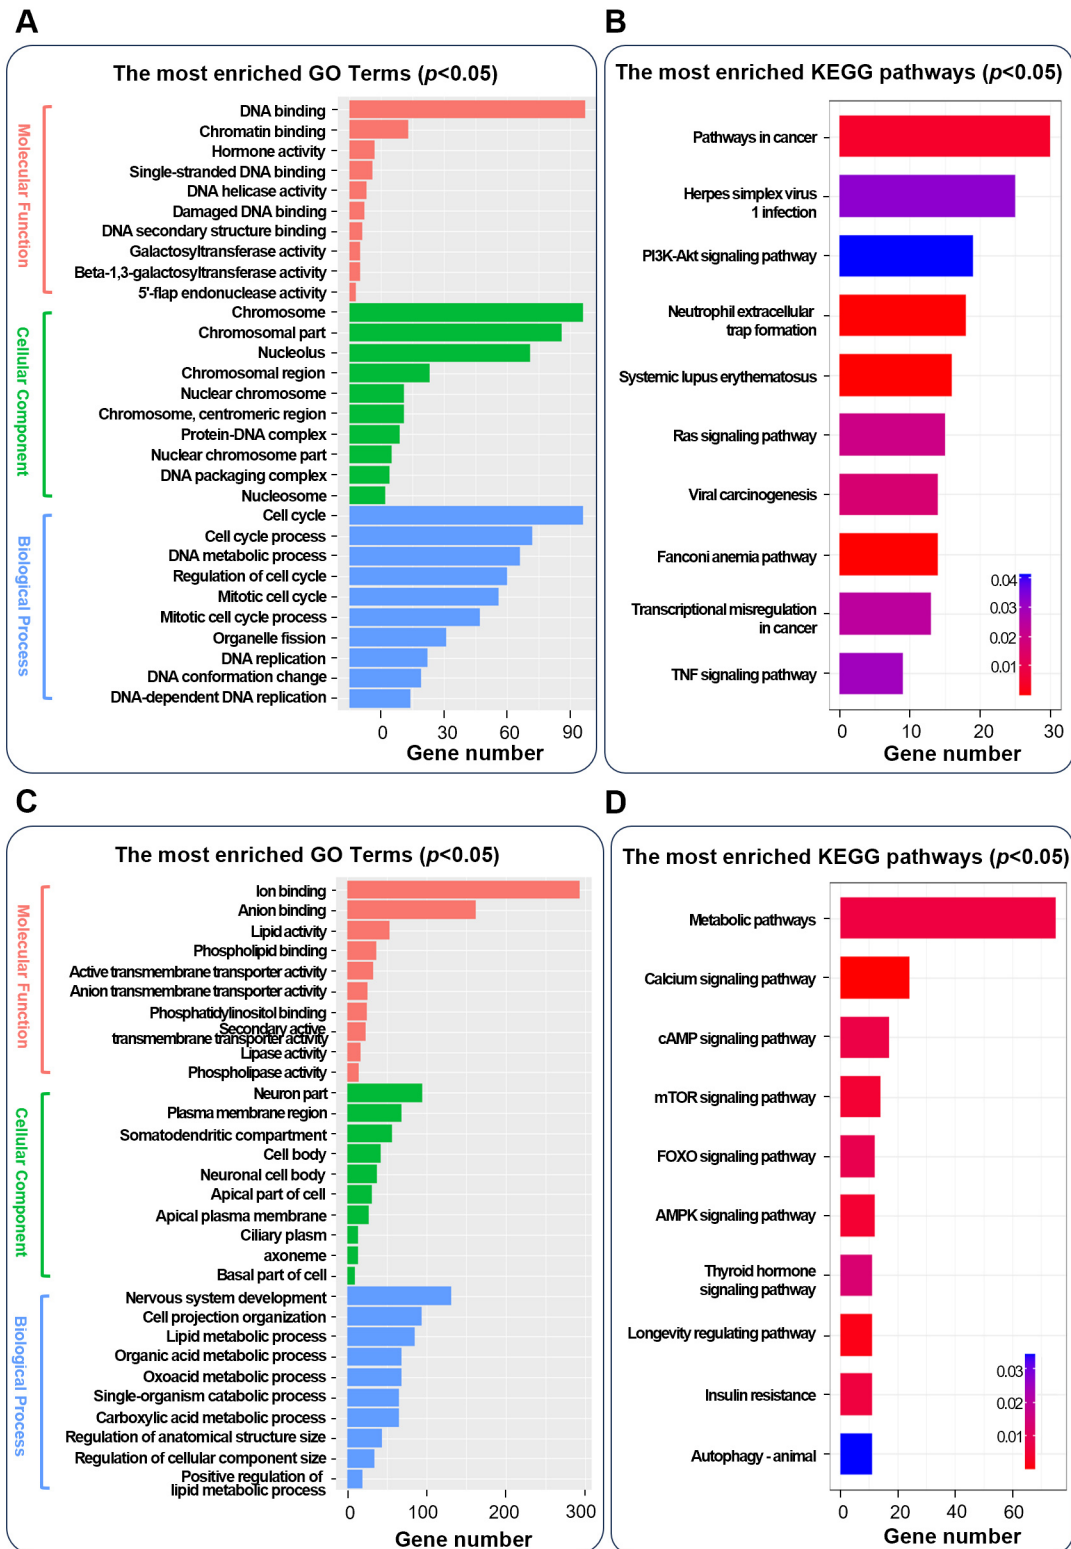 A
The most enriched GO Terms (p<0.05)
Molecular Function
DNA binding
Chromatin binding
Hormone activity
Single-stranded DNA binding
DNA helicase activity
Damaged DNA binding
DNA secondary structure binding
Galactosyltransferase activity
Beta-1,3-galactosyltransferase activity
5'-flap endonuclease activity
Cellular Component
Chromosome
Chromosomal part
Nucleolus
Chromosomal region
Nuclear chromosome
Chromosome, centromeric region
Protein-DNA complex
Nuclear chromosome part
DNA packaging complex
Nucleosome
Biological Process
Cell cycle
Cell cycle process
DNA metabolic process
Regulation of cell cycle
Mitotic cell cycle
Mitotic cell cycle process
Organelle fission
DNA replication
DNA conformation change
DNA-dependent DNA replication
0 30 60 90
Gene number
B
The most enriched KEGG pathways (p<0.05)
Pathways in cancer
Herpes simplex virus
1 infection
PI3K-Akt signaling pathway
Neutrophil extracellular
trap formation
Systemic lupus erythematosus
Ras signaling pathway
Viral carcinogenesis
Fanconi anemia pathway
Transcriptional misregulation
in cancer
TNF signaling pathway
0.04
0.03
0.02
0.01
0 10 20 30
Gene number
C
The most enriched GO Terms (p<0.05)
Molecular Function
Ion binding
Anion binding
Lipid activity
Phospholipid binding
Active transmembrane transporter activity
Anion transmembrane transporter activity
Phosphatidylinositol binding
Secondary active
transmembrane transporter activity
Lipase activity
Phospholipase activity
Cellular Component
Neuron part
Plasma membrane region
Somatodendritic compartment
Cell body
Neuronal cell body
Apical part of cell
Apical plasma membrane
Ciliary plasm
axoneme
Basal part of cell
Biological Process
Nervous system development
Cell projection organization
Lipid metabolic process
Organic acid metabolic process
Oxoacid metabolic process
Single-organism catabolic process
Carboxylic acid metabolic process
Regulation of anatomical structure size
Regulation of cellular component size
Positive regulation of
lipid metabolic process
0 100 200 300
Gene number
D
The most enriched KEGG pathways (p<0.05)
Metabolic pathways
Calcium signaling pathway
cAMP signaling pathway
mTOR signaling pathway
FOXO signaling pathway
AMPK signaling pathway
Thyroid hormone
signaling pathway
Longevity regulating pathway
Insulin resistance
Autophagy - animal
0.03
0.02
0.01
0 20 40 60
Gene number